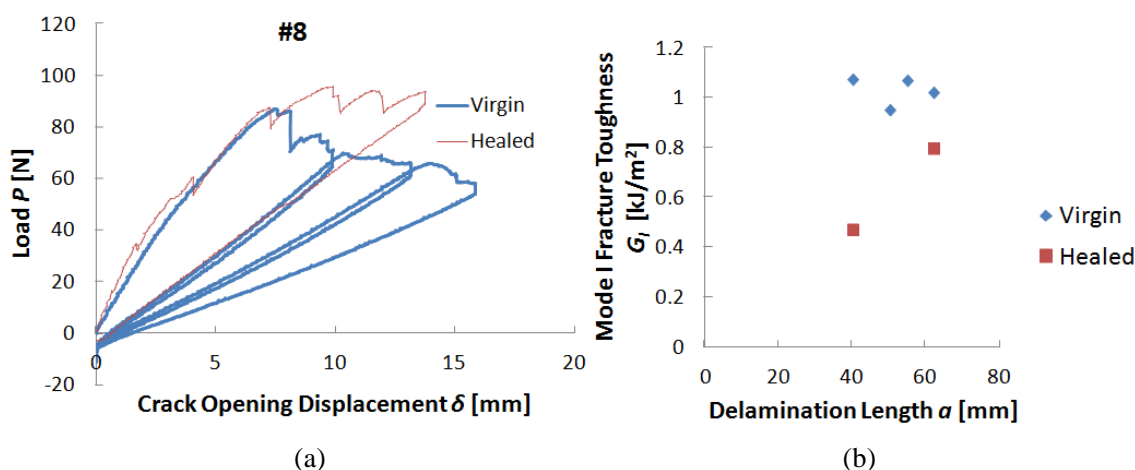 #8
120
100
80
60
40
20
0
-20
0
5
10
15
20
Load P [N]
Crack Opening Displacement δ [mm]
Virgin
Healed
(a)
1.2
1
0.8
0.6
0.4
0.2
0
0
20
40
60
80
Mode I Fracture Toughness
G_I [kJ/m²]
Delamination Length a [mm]
Virgin
Healed
(b)